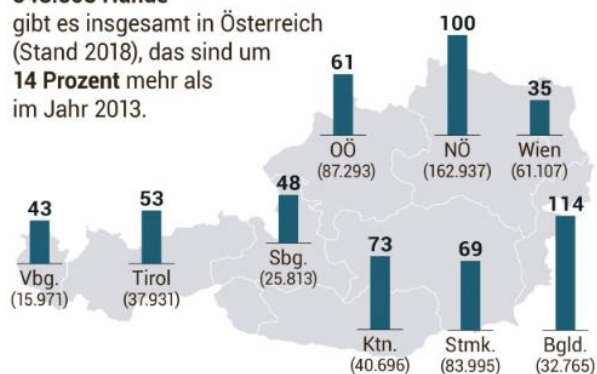 gibt es insgesamt in Österreich
(Stand 2018), das sind um
14 Prozent mehr als
im Jahr 2013.
61
OÖ
(87.293)
100
NÖ
(162.937)
35
Wien
(61.107)
43
Vbg.
(15.971)
53
Tirol
(37.931)
48
Sbg.
(25.813)
73
Ktn.
(40.696)
69
Stmk.
(83.995)
114
Bgld.
(32.765)